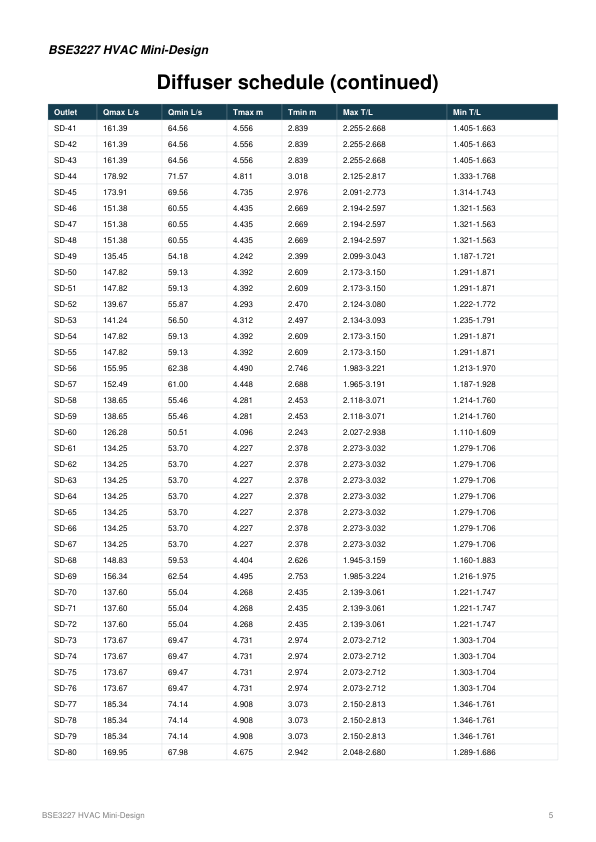 BSE3227 HVAC Mini-Design
Diffuser schedule (continued)
Outlet Qmax L/s Qmin L/s Tmax m Tmin m Max T/L Min T/L
SD-41 161.39 64.56 4.556 2.839 2.255-2.668 1.405-1.663
SD-42 161.39 64.56 4.556 2.839 2.255-2.668 1.405-1.663
SD-43 161.39 64.56 4.556 2.839 2.255-2.668 1.405-1.663
SD-44 178.92 71.57 4.811 3.018 2.125-2.817 1.333-1.768
SD-45 173.91 69.56 4.735 2.976 2.091-2.773 1.314-1.743
SD-46 151.38 60.55 4.435 2.669 2.194-2.597 1.321-1.563
SD-47 151.38 60.55 4.435 2.669 2.194-2.597 1.321-1.563
SD-48 151.38 60.55 4.435 2.669 2.194-2.597 1.321-1.563
SD-49 135.45 54.18 4.242 2.399 2.099-3.043 1.187-1.721
SD-50 147.82 59.13 4.392 2.609 2.173-3.150 1.291-1.871
SD-51 147.82 59.13 4.392 2.609 2.173-3.150 1.291-1.871
SD-52 139.67 55.87 4.293 2.470 2.124-3.080 1.222-1.772
SD-53 141.24 56.50 4.312 2.497 2.134-3.093 1.235-1.791
SD-54 147.82 59.13 4.392 2.609 2.173-3.150 1.291-1.871
SD-55 147.82 59.13 4.392 2.609 2.173-3.150 1.291-1.871
SD-56 155.95 62.38 4.490 2.746 1.983-3.221 1.213-1.970
SD-57 152.49 61.00 4.448 2.688 1.965-3.191 1.187-1.928
SD-58 138.65 55.46 4.281 2.453 2.118-3.071 1.214-1.760
SD-59 138.65 55.46 4.281 2.453 2.118-3.071 1.214-1.760
SD-60 126.28 50.51 4.096 2.243 2.027-2.938 1.110-1.609
SD-61 134.25 53.70 4.227 2.378 2.273-3.032 1.279-1.706
SD-62 134.25 53.70 4.227 2.378 2.273-3.032 1.279-1.706
SD-63 134.25 53.70 4.227 2.378 2.273-3.032 1.279-1.706
SD-64 134.25 53.70 4.227 2.378 2.273-3.032 1.279-1.706
SD-65 134.25 53.70 4.227 2.378 2.273-3.032 1.279-1.706
SD-66 134.25 53.70 4.227 2.378 2.273-3.032 1.279-1.706
SD-67 134.25 53.70 4.227 2.378 2.273-3.032 1.279-1.706
SD-68 148.83 59.53 4.404 2.626 1.945-3.159 1.160-1.883
SD-69 156.34 62.54 4.495 2.753 1.985-3.224 1.216-1.975
SD-70 137.60 55.04 4.268 2.435 2.139-3.061 1.221-1.747
SD-71 137.60 55.04 4.268 2.435 2.139-3.061 1.221-1.747
SD-72 137.60 55.04 4.268 2.435 2.139-3.061 1.221-1.747
SD-73 173.67 69.47 4.731 2.974 2.073-2.712 1.303-1.704
SD-74 173.67 69.47 4.731 2.974 2.073-2.712 1.303-1.704
SD-75 173.67 69.47 4.731 2.974 2.073-2.712 1.303-1.704
SD-76 173.67 69.47 4.731 2.974 2.073-2.712 1.303-1.704
SD-77 185.34 74.14 4.908 3.073 2.150-2.813 1.346-1.761
SD-78 185.34 74.14 4.908 3.073 2.150-2.813 1.346-1.761
SD-79 185.34 74.14 4.908 3.073 2.150-2.813 1.346-1.761
SD-80 169.95 67.98 4.675 2.942 2.048-2.680 1.289-1.686
BSE3227 HVAC Mini-Design 5